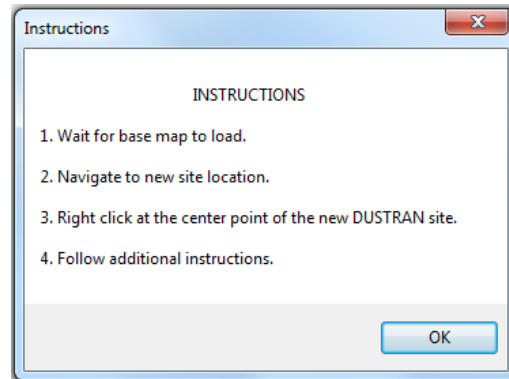 Instructions
INSTRUCTIONS
1. Wait for base map to load.
2. Navigate to new site location.
3. Right click at the center point of the new DUSTRAN site.
4. Follow additional instructions.
OK